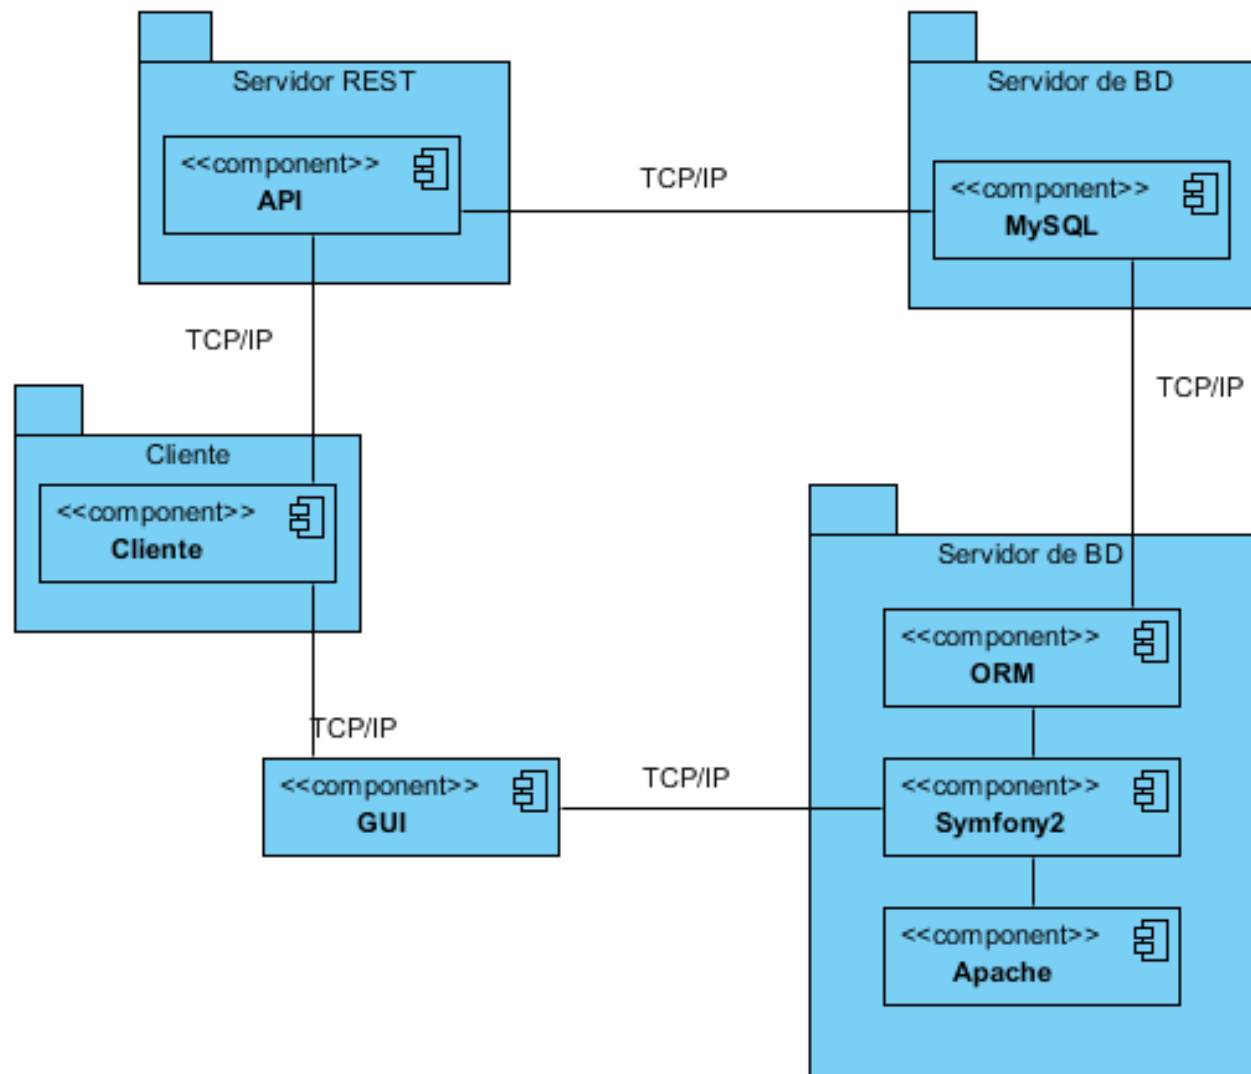 Servidor REST
<<component>>
API
TCP/IP
Servidor de BD
<<component>>
MySQL
TCP/IP
TCP/IP
Cliente
<<component>>
Cliente
TCP/IP
<<component>>
GUI
TCP/IP
Servidor de BD
<<component>>
ORM
<<component>>
Symfony2
<<component>>
Apache